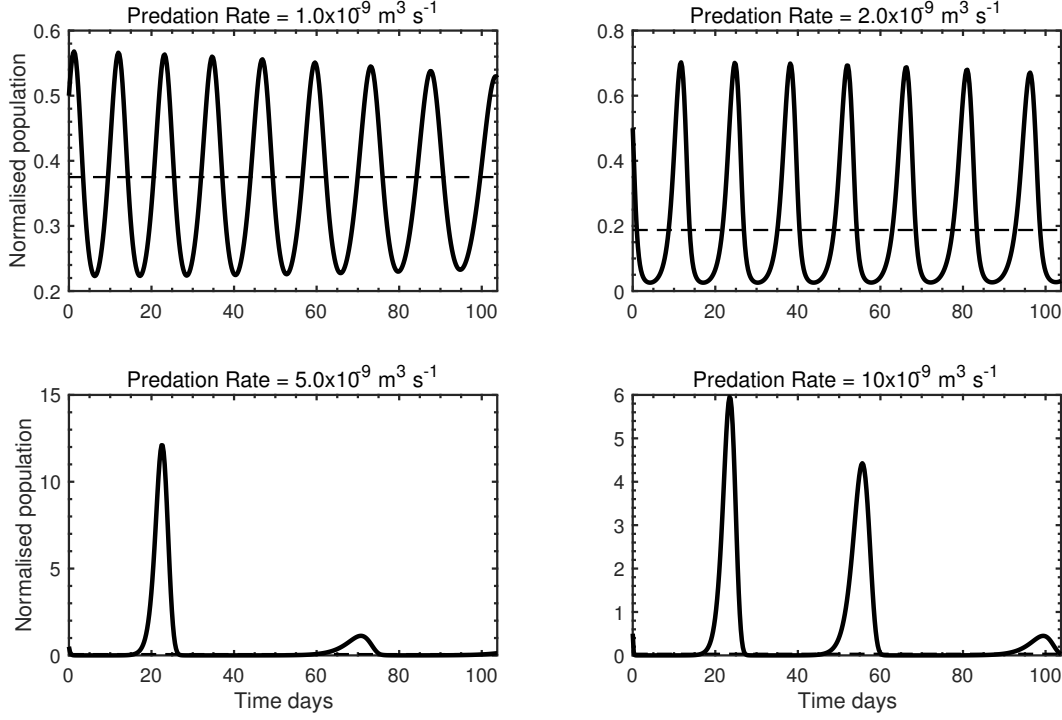 Predation Rate = 1.0x10⁻⁹ m³ s⁻¹
Normalised population
0.6
0.5
0.4
0.3
0.2
0 20 40 60 80 100
Predation Rate = 2.0x10⁻⁹ m³ s⁻¹
0.8
0.6
0.4
0.2
0
0 20 40 60 80 100
Predation Rate = 5.0x10⁻⁹ m³ s⁻¹
Normalised population
15
10
5
0
0 20 40 60 80 100
Time days
Predation Rate = 10x10⁻⁹ m³ s⁻¹
6
5
4
3
2
1
0
0 20 40 60 80 100
Time days